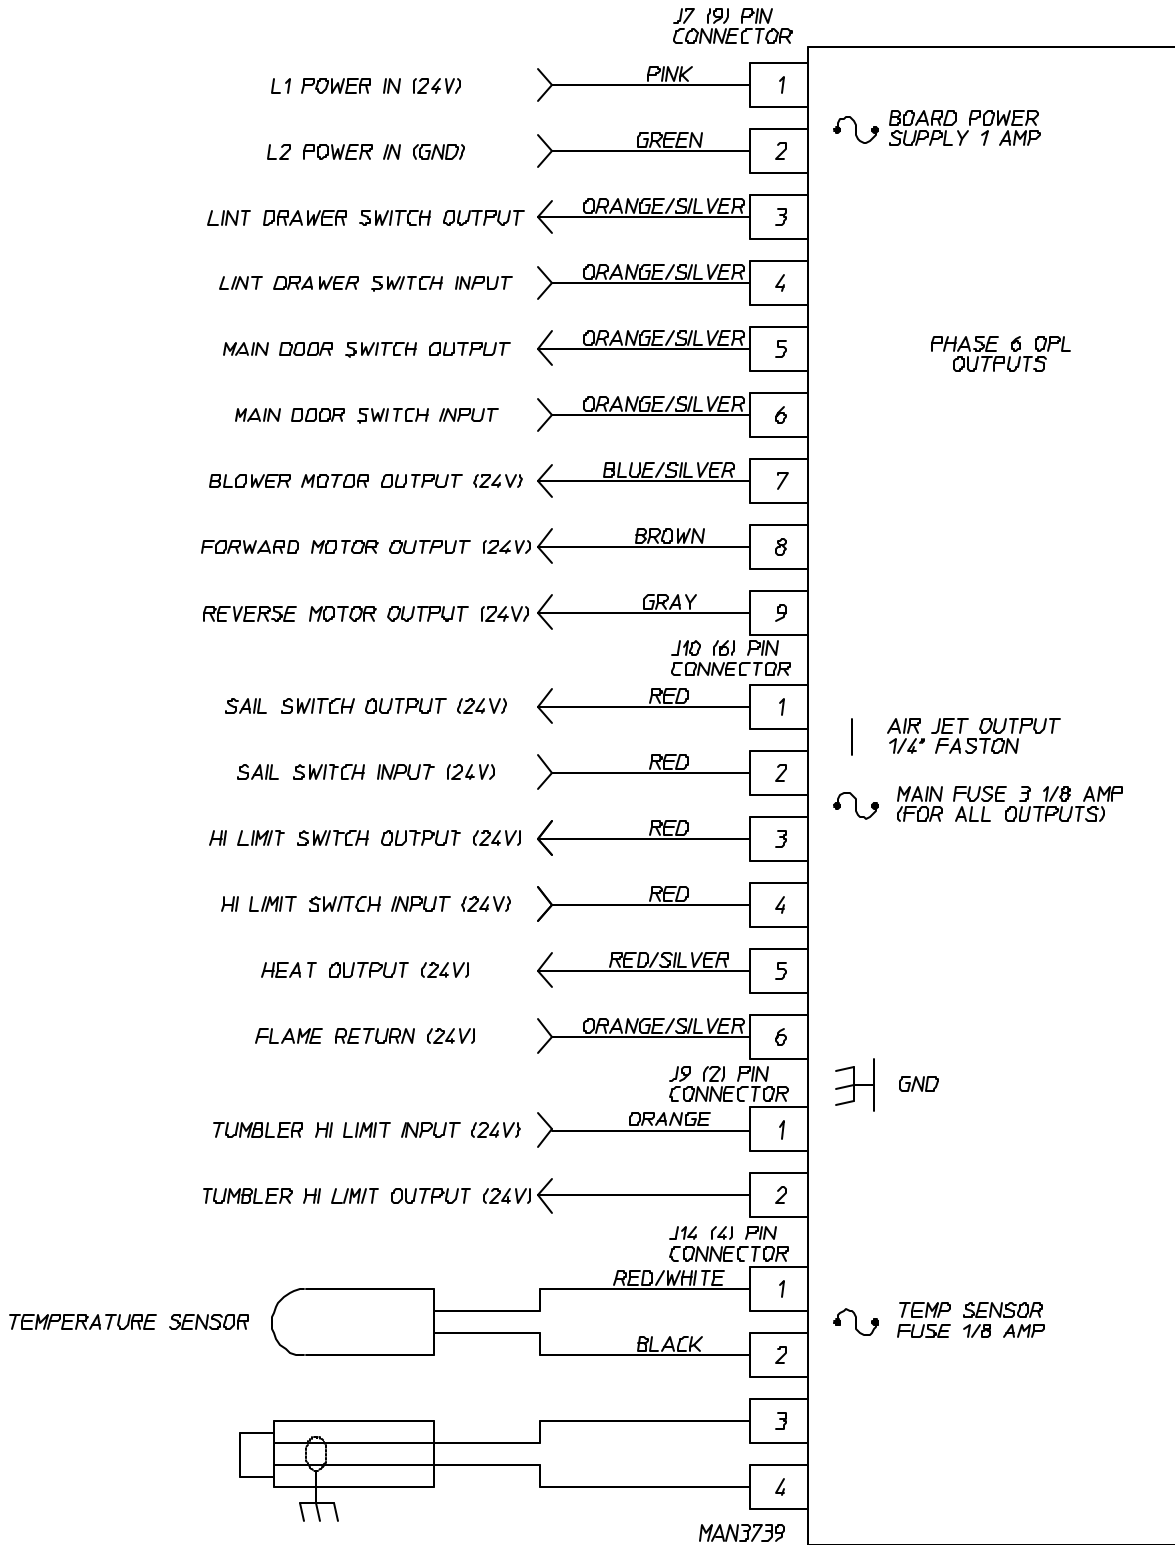 J7 (9) PIN
CONNECTOR
L1 POWER IN (24V) PINK 1
BOARD POWER
SUPPLY 1 AMP
L2 POWER IN (GND) GREEN 2
LINT DRAWER SWITCH OUTPUT ORANGE/SILVER 3
LINT DRAWER SWITCH INPUT ORANGE/SILVER 4
MAIN DOOR SWITCH OUTPUT ORANGE/SILVER 5
PHASE 6 OPL
OUTPUTS
MAIN DOOR SWITCH INPUT ORANGE/SILVER 6
BLOWER MOTOR OUTPUT (24V) BLUE/SILVER 7
FORWARD MOTOR OUTPUT (24V) BROWN 8
REVERSE MOTOR OUTPUT (24V) GRAY 9
J10 (6) PIN
CONNECTOR
SAIL SWITCH OUTPUT (24V) RED 1
AIR JET OUTPUT
1/4" FASTON
SAIL SWITCH INPUT (24V) RED 2
MAIN FUSE 3 1/8 AMP
(FOR ALL OUTPUTS)
HI LIMIT SWITCH OUTPUT (24V) RED 3
HI LIMIT SWITCH INPUT (24V) RED 4
HEAT OUTPUT (24V) RED/SILVER 5
FLAME RETURN (24V) ORANGE/SILVER 6
J9 (2) PIN
CONNECTOR
GND
TUMBLER HI LIMIT INPUT (24V) ORANGE 1
TUMBLER HI LIMIT OUTPUT (24V) 2
J14 (4) PIN
CONNECTOR
RED/WHITE 1
TEMPERATURE SENSOR
TEMP SENSOR
FUSE 1/8 AMP
BLACK 2
3
4
MAN3739